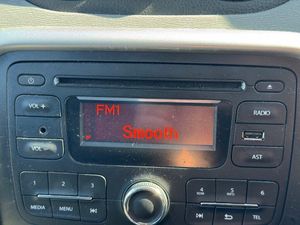 FM1
RADIO
VOL +
Smooth
VOL -
AST
1 2 3
4 5 6
MEDIA MENU
TEL